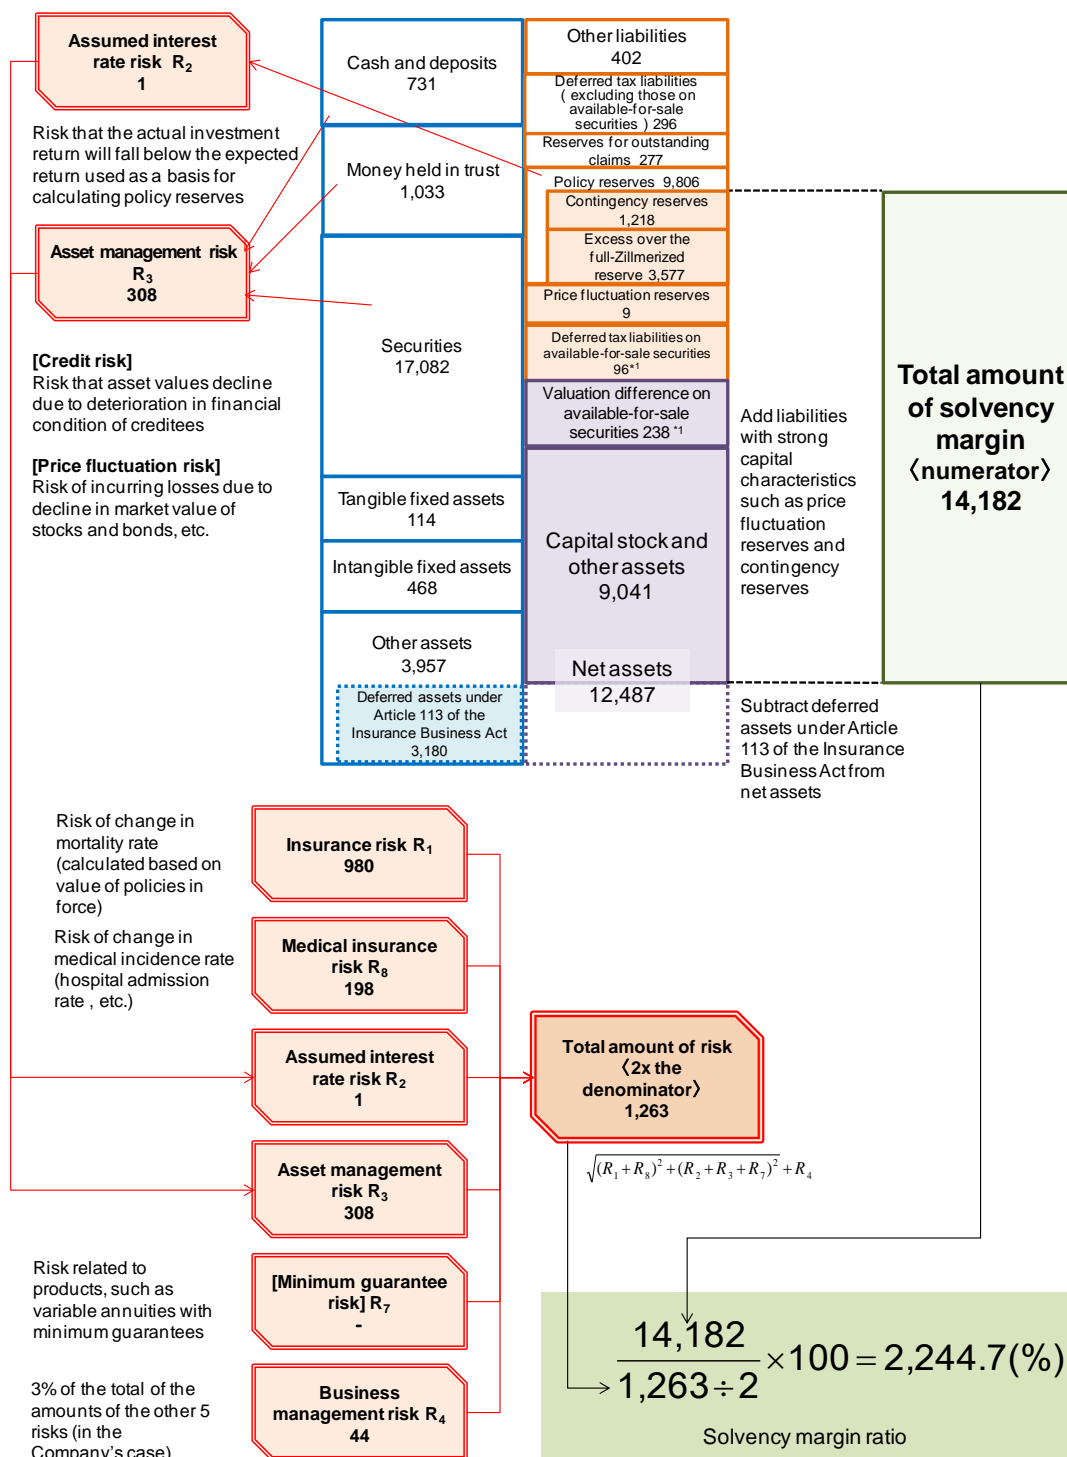 Assumed interest
rate risk R2
1
Risk that the actual investment
return will fall below the expected
return used as a basis for
calculating policy reserves
Asset management risk
R3
308
[Credit risk]
Risk that asset values decline
due to deterioration in financial
condition of creditees
[Price fluctuation risk]
Risk of incurring losses due to
decline in market value of
stocks and bonds, etc.
Cash and deposits
731
Money held in trust
1,033
Securities
17,082
Tangible fixed assets
114
Intangible fixed assets
468
Other assets
3,957
Deferred assets under
Article 113 of the
Insurance Business Act
3,180
Other liabilities
402
Deferred tax liabilities
( excluding those on
available-for-sale
securities ) 296
Reserves for outstanding
claims 277
Policy reserves 9,806
Contingency reserves
1,218
Excess over the
full-Zillmerized
reserve 3,577
Price fluctuation reserves
9
Deferred tax liabilities on
available-for-sale securities
96*1
Valuation difference on
available-for-sale
securities 238 *1
Capital stock and
other assets
9,041
Net assets
12,487
Add liabilities
with strong
capital
characteristics
such as price
fluctuation
reserves and
contingency
reserves
Subtract deferred
assets under Article
113 of the Insurance
Business Act from
net assets
Total amount
of solvency
margin
〈numerator〉
14,182
Risk of change in
mortality rate
(calculated based on
value of policies in
force)
Insurance risk R1
980
Risk of change in
medical incidence rate
(hospital admission
rate , etc.)
Medical insurance
risk R8
198
Assumed interest
rate risk R2
1
Asset management
risk R3
308
Risk related to
products, such as
variable annuities with
minimum guarantees
[Minimum guarantee
risk] R7
-
3% of the total of the
amounts of the other 5
risks (in the
Company's case)
Business
management risk R4
44
Total amount of risk
〈2x the
denominator〉
1,263
√(R1+R8)²+(R2+R3+R7)²+R4
14,182
1,263÷2
×100=2,244.7(%)
Solvency margin ratio